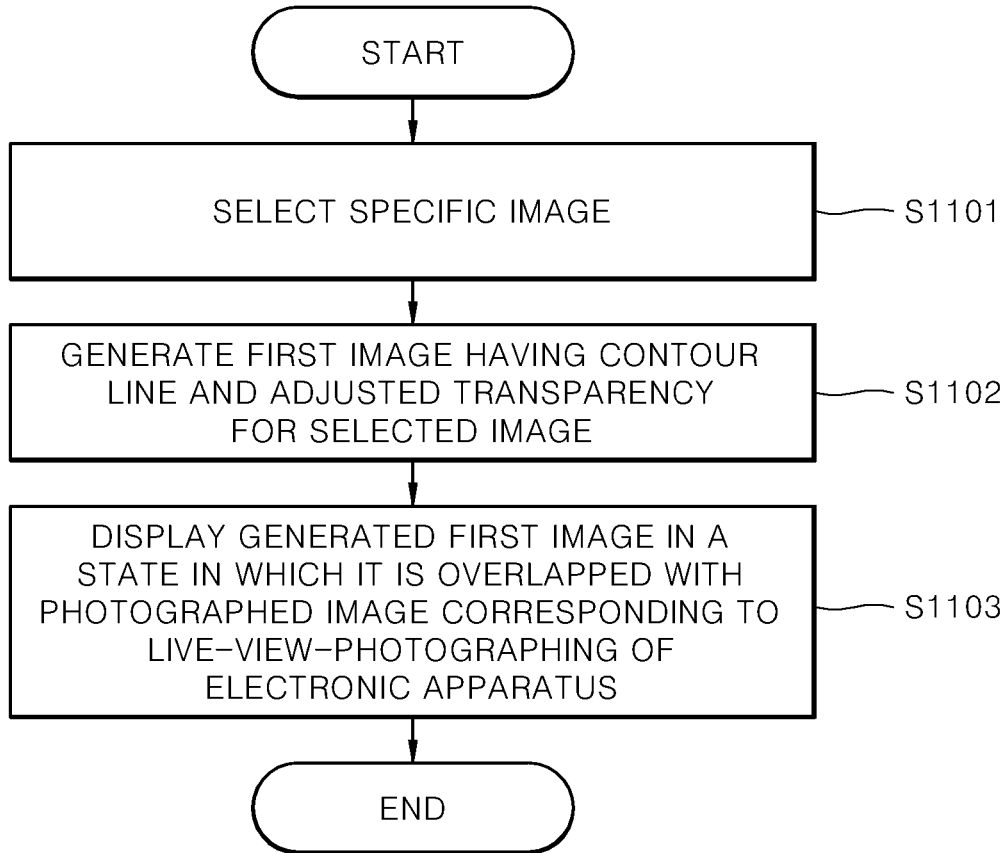 START
SELECT SPECIFIC IMAGE
S1101
GENERATE FIRST IMAGE HAVING CONTOUR
LINE AND ADJUSTED TRANSPARENCY
FOR SELECTED IMAGE
S1102
DISPLAY GENERATED FIRST IMAGE IN A
STATE IN WHICH IT IS OVERLAPPED WITH
PHOTOGRAPHED IMAGE CORRESPONDING TO
LIVE-VIEW-PHOTOGRAPHING OF
ELECTRONIC APPARATUS
S1103
END